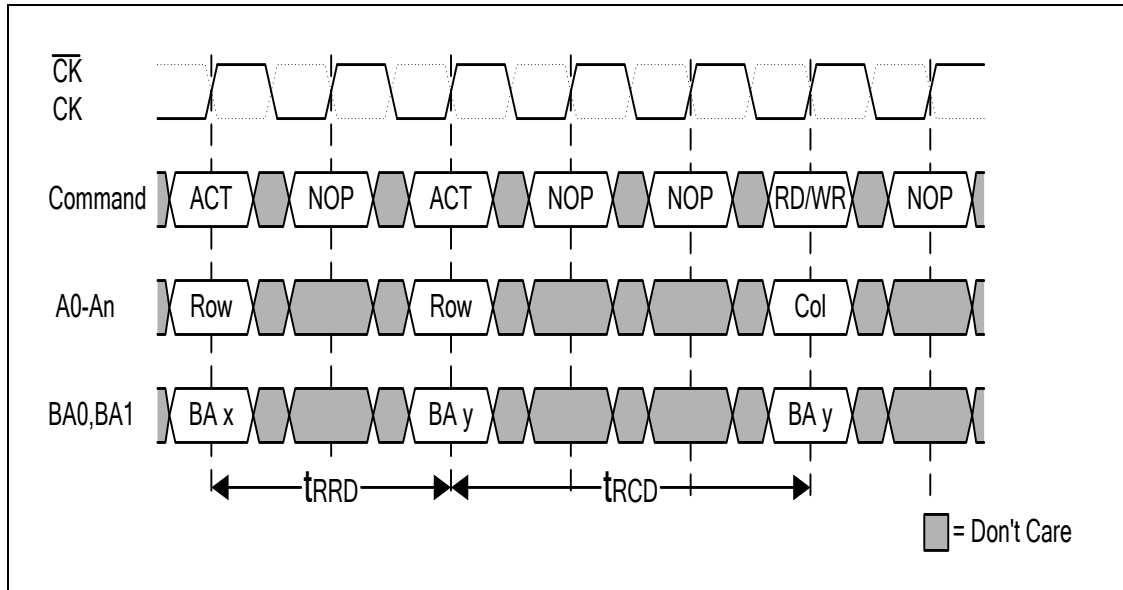 CK
CK
Command ACT NOP ACT NOP NOP RD/WR NOP
A0-An Row Row Col
BA0,BA1 BA x BA y BA y
tRRD tRCD
= Don't Care